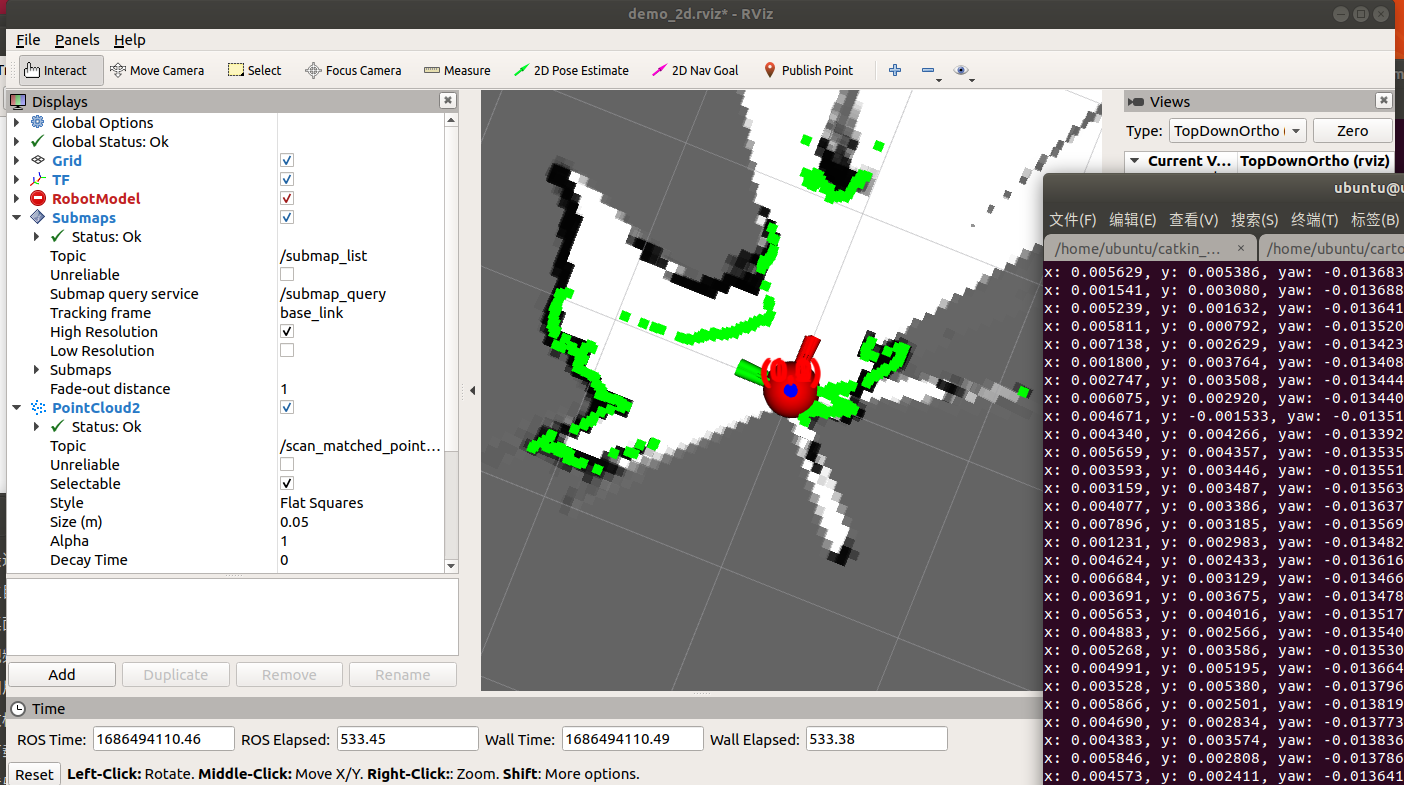 demo_2d.rviz* - RViz
File Panels Help
Interact Move Camera Select Focus Camera Measure 2D Pose Estimate 2D Nav Goal Publish Point
Displays
Global Options
Global Status: Ok
Grid
TF
RobotModel
Submaps
Status: Ok
Topic /submap_list
Unreliable
Submap query service /submap_query
Tracking frame base_link
High Resolution
Low Resolution
Submaps
Fade-out distance 1
PointCloud2
Status: Ok
Topic /scan_matched_point...
Unreliable
Selectable
Style Flat Squares
Size (m) 0.05
Alpha 1
Decay Time 0
Add Duplicate Remove Rename
Views
Type: TopDownOrtho Zero
Current V... TopDownOrtho (rviz)
ubuntu@u
文件(F) 编辑(E) 查看(V) 搜索(S) 终端(T) 标签(B)
/home/ubuntu/catkin_... × /home/ubuntu/carto
x: 0.005629, y: 0.005386, yaw: -0.013683
x: 0.001541, y: 0.003080, yaw: -0.013688
x: 0.005239, y: 0.001632, yaw: -0.013641
x: 0.005811, y: 0.000792, yaw: -0.013520
x: 0.007138, y: 0.002629, yaw: -0.013423
x: 0.001800, y: 0.003764, yaw: -0.013408
x: 0.002747, y: 0.003508, yaw: -0.013444
x: 0.006075, y: 0.002920, yaw: -0.013440
x: 0.004671, y: -0.001533, yaw: -0.01351
x: 0.004340, y: 0.004266, yaw: -0.013392
x: 0.005659, y: 0.004357, yaw: -0.013535
x: 0.003593, y: 0.003446, yaw: -0.013551
x: 0.003159, y: 0.003487, yaw: -0.013563
x: 0.004077, y: 0.003386, yaw: -0.013637
x: 0.007896, y: 0.003185, yaw: -0.013569
x: 0.001231, y: 0.002983, yaw: -0.013482
x: 0.004624, y: 0.002433, yaw: -0.013616
x: 0.006684, y: 0.003129, yaw: -0.013466
x: 0.003691, y: 0.003675, yaw: -0.013478
x: 0.005653, y: 0.004016, yaw: -0.013517
x: 0.004883, y: 0.002566, yaw: -0.013540
x: 0.005268, y: 0.003586, yaw: -0.013530
x: 0.004991, y: 0.005195, yaw: -0.013664
x: 0.003528, y: 0.005380, yaw: -0.013796
x: 0.005866, y: 0.002501, yaw: -0.013819
x: 0.004690, y: 0.002834, yaw: -0.013773
x: 0.004383, y: 0.003574, yaw: -0.013836
x: 0.005846, y: 0.002808, yaw: -0.013786
x: 0.004573, y: 0.002411, yaw: -0.013641
Time
ROS Time: 1686494110.46 ROS Elapsed: 533.45 Wall Time: 1686494110.49 Wall Elapsed: 533.38
Reset Left-Click: Rotate. Middle-Click: Move X/Y. Right-Click:: Zoom. Shift: More options.